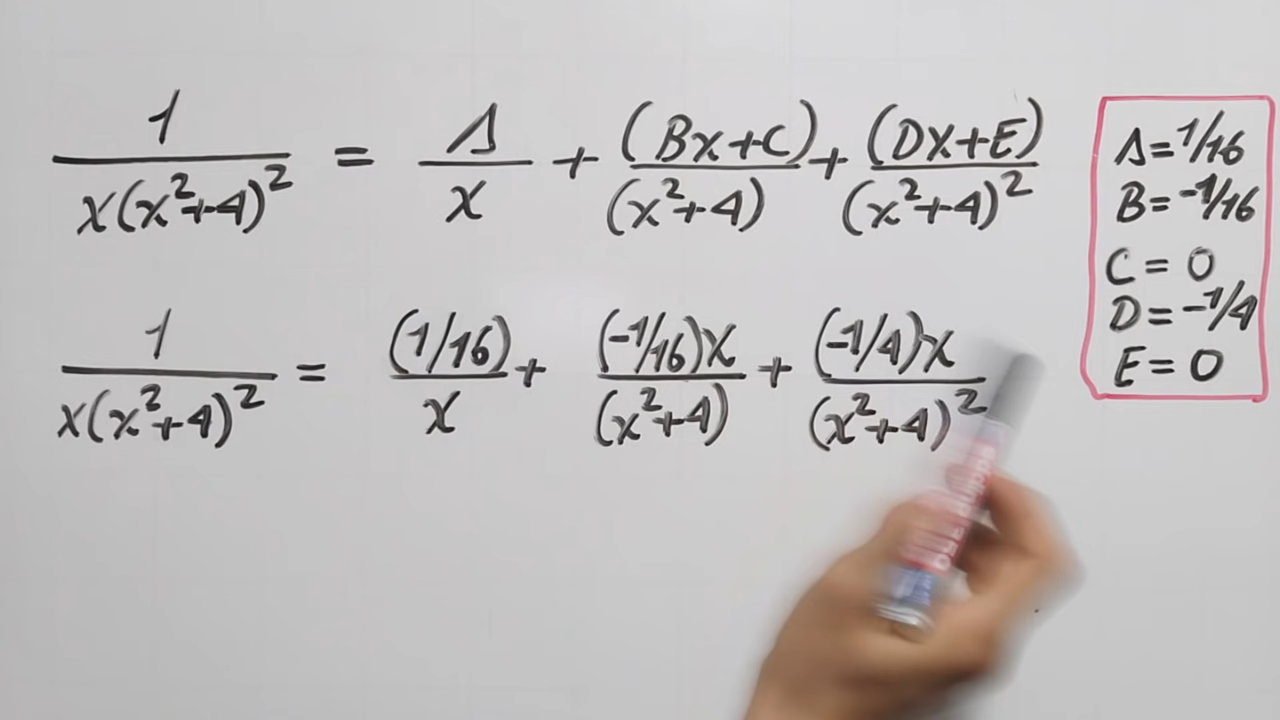 1/(x(x²+4)²) = A/x + (Bx+C)/(x²+4) + (Dx+E)/(x²+4)²
1/(x(x²+4)²) = (1/16)/x + (-1/16)x/(x²+4) + (-1/4)x/(x²+4)²
A=1/16
B=-1/16
C=0
D=-1/4
E=0